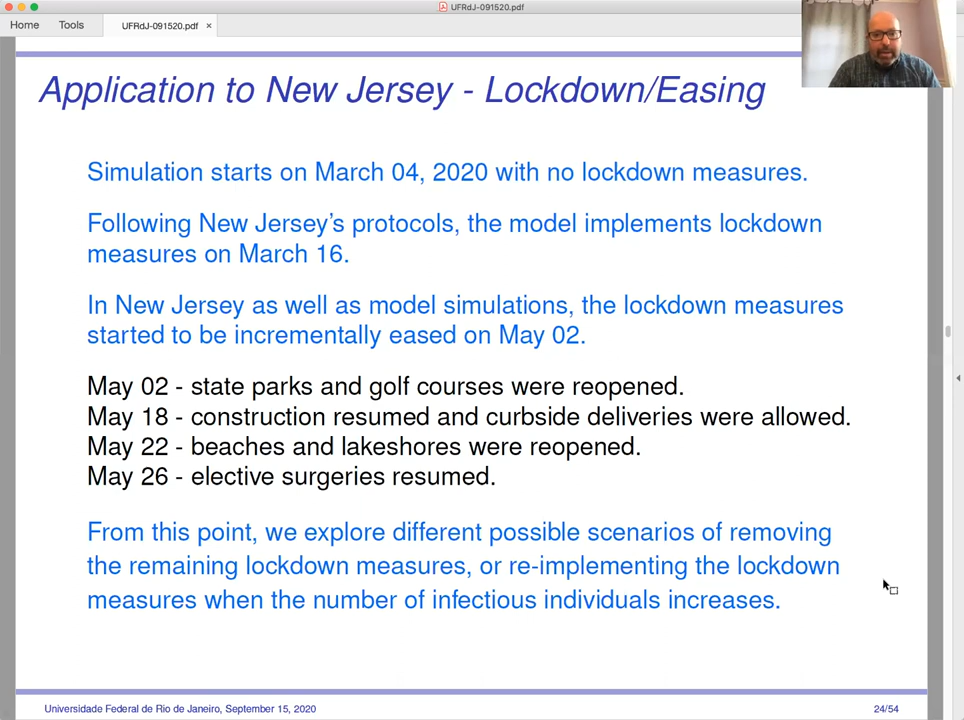 UFRdJ-091520.pdf
Home Tools UFRdJ-091520.pdf ×
Application to New Jersey - Lockdown/Easing
Simulation starts on March 04, 2020 with no lockdown measures.
Following New Jersey's protocols, the model implements lockdown
measures on March 16.
In New Jersey as well as model simulations, the lockdown measures
started to be incrementally eased on May 02.
May 02 - state parks and golf courses were reopened.
May 18 - construction resumed and curbside deliveries were allowed.
May 22 - beaches and lakeshores were reopened.
May 26 - elective surgeries resumed.
From this point, we explore different possible scenarios of removing
the remaining lockdown measures, or re-implementing the lockdown
measures when the number of infectious individuals increases.
Universidade Federal de Rio de Janeiro, September 15, 2020 24/54